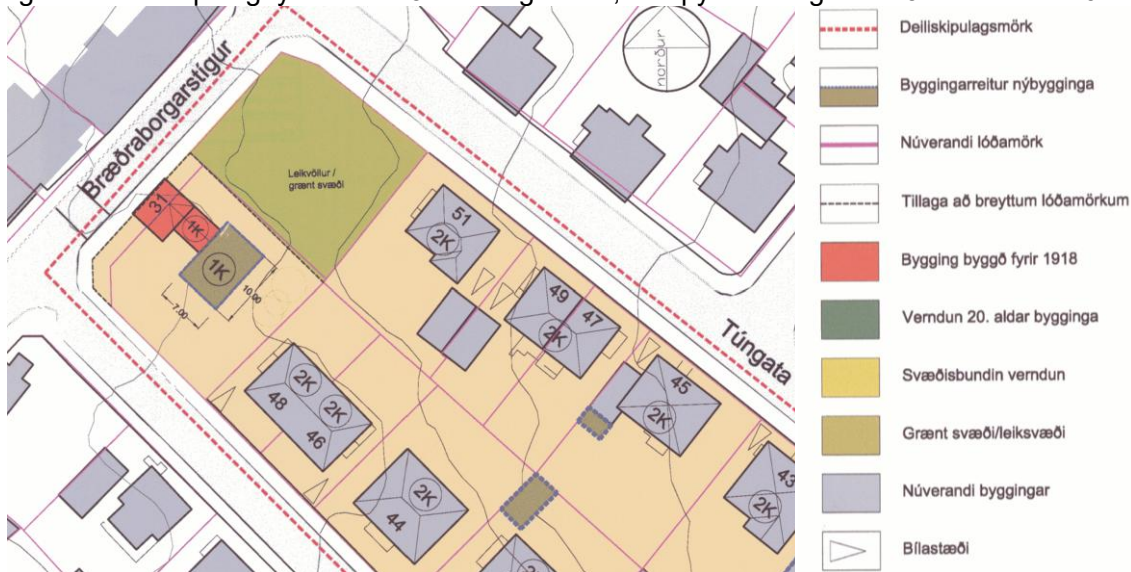 Bræðraborgarstígur
norður
Leikvöllur /
grænt svæði
31
1K
1K
7.00
10.00
51
2K
49
47
2K
Túngata
45
2K
43
2K
48
2K
2K
46
2K
44
Deiliskipulagsmörk
Byggingarreitur nýbygginga
Núverandi lóðamörk
Tillaga að breyttum lóðamörkum
Bygging byggð fyrir 1918
Verndun 20. aldar bygginga
Svæðisbundin verndun
Grænt svæði/leiksvæði
Núverandi byggingar
Bílastæði